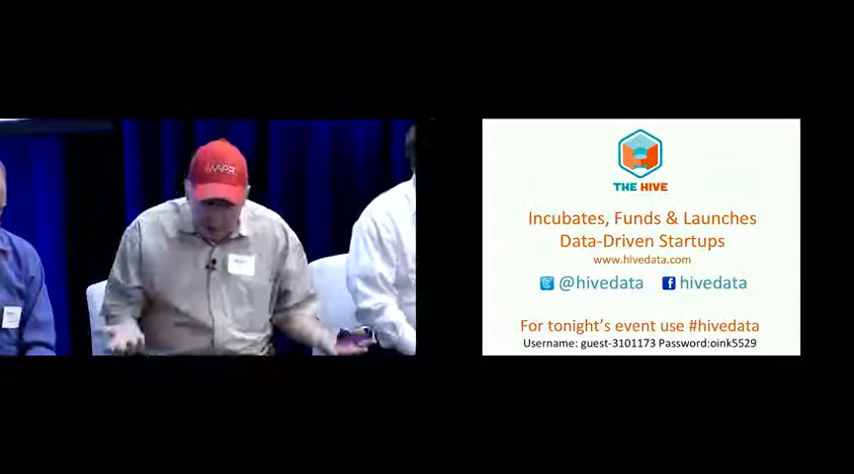 MAPR
THE HIVE
Incubates, Funds & Launches
Data-Driven Startups
www.hivedata.com
@hivedata hivedata
For tonight's event use #hivedata
Username: guest-3101173 Password:oink5529